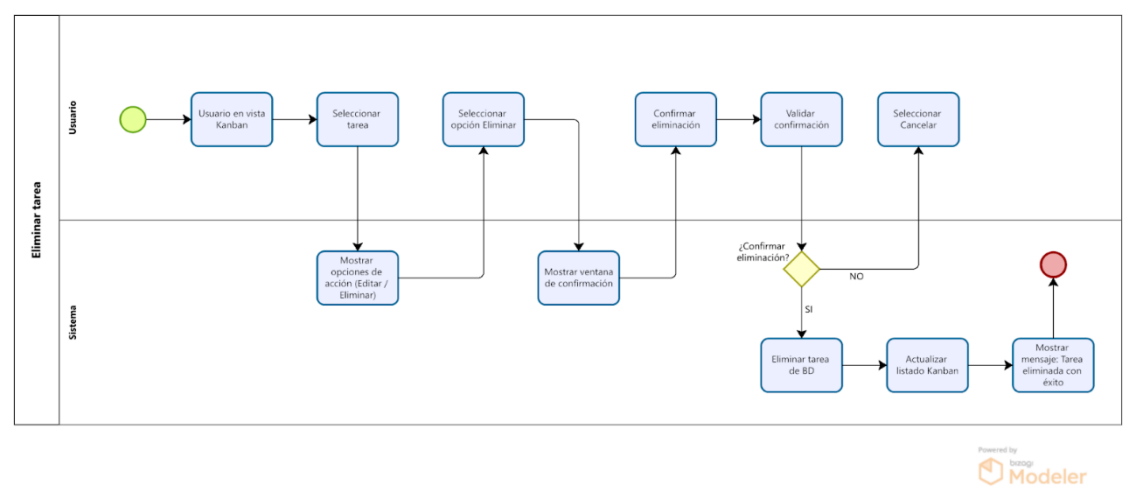 Eliminar tarea
Usuario
Usuario en vista
Kanban
Seleccionar
tarea
Seleccionar
opción Eliminar
Confirmar
eliminación
Validar
confirmación
Seleccionar
Cancelar
Sistema
Mostrar
opciones de
acción (Editar /
Eliminar)
Mostrar ventana
de confirmación
¿Confirmar
eliminación?
NO
SI
Eliminar tarea
de BD
Actualizar
listado Kanban
Mostrar
mensaje: Tarea
eliminada con
éxito
Powered by
bizagi
Modeler